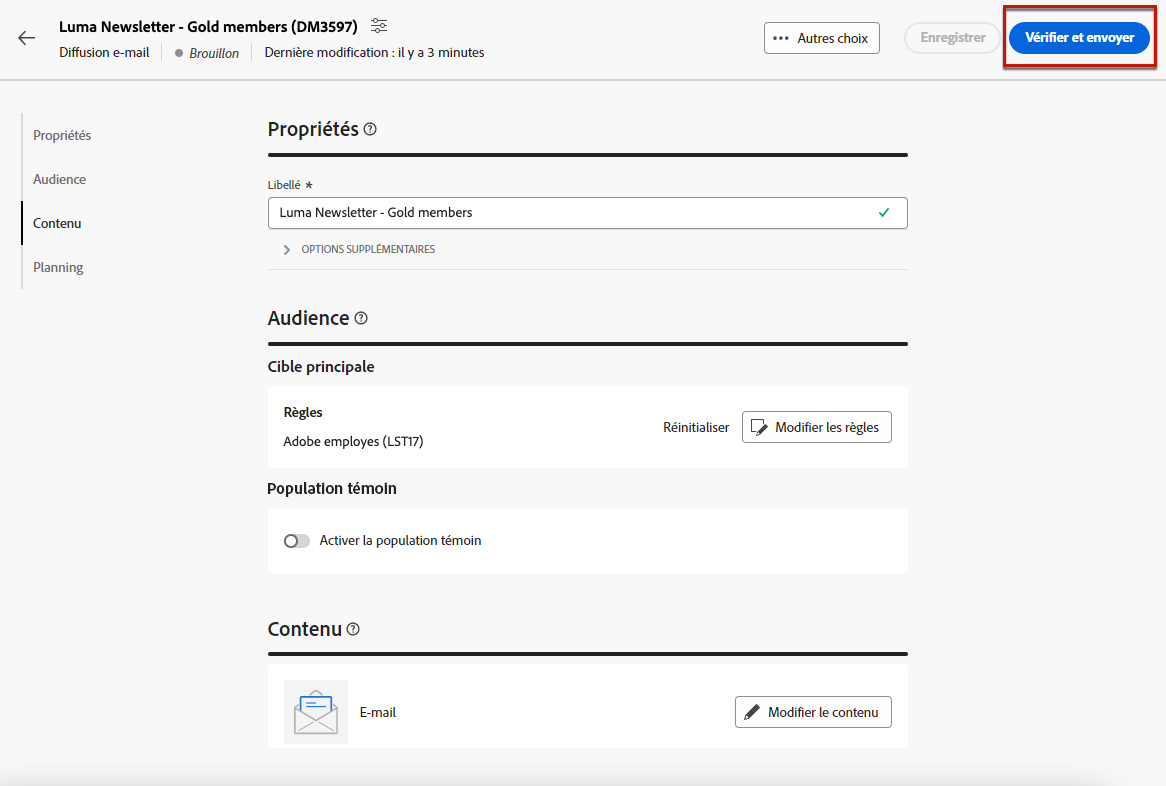 Luma Newsletter - Gold members (DM3597)
Diffusion e-mail Brouillon Dernière modification : il y a 3 minutes
Autres choix Enregistrer Vérifier et envoyer
Propriétés
Audience
Contenu
Planning
Propriétés
Libellé *
Luma Newsletter - Gold members
OPTIONS SUPPLÉMENTAIRES
Audience
Cible principale
Règles
Adobe employes (LST17)
Réinitialiser Modifier les règles
Population témoin
Activer la population témoin
Contenu
E-mail Modifier le contenu